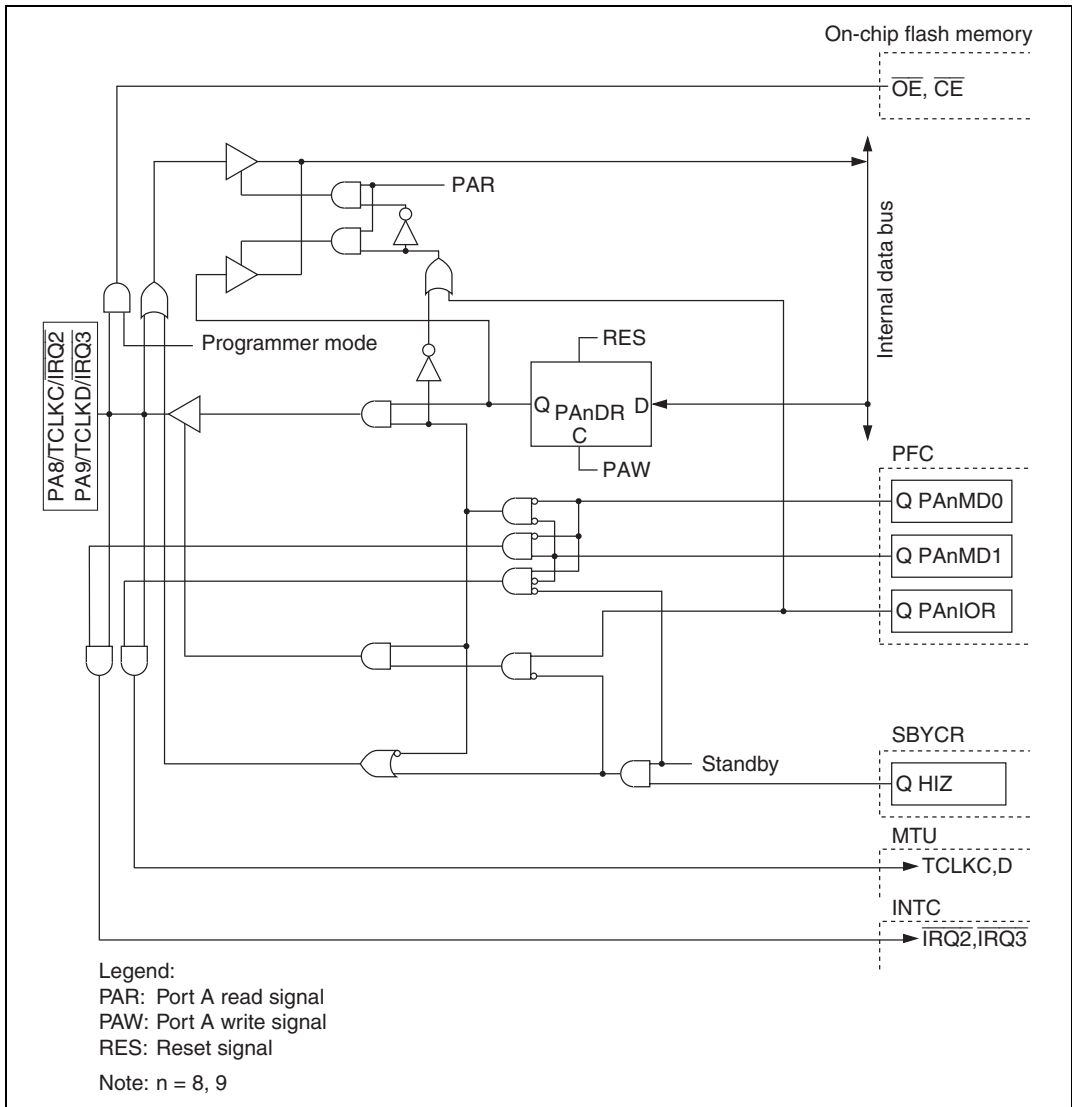 On-chip flash memory
OE, CE
PAR
Internal data bus
Programmer mode
PA8/TCLKC/IRQ2
PA9/TCLKD/IRQ3
RES
Q PAnDR D
C
PAW
PFC
Q PAnMD0
Q PAnMD1
Q PAnIOR
SBYCR
Standby
Q HIZ
MTU
TCLKC,D
INTC
IRQ2,IRQ3
Legend:
PAR: Port A read signal
PAW: Port A write signal
RES: Reset signal
Note: n = 8, 9